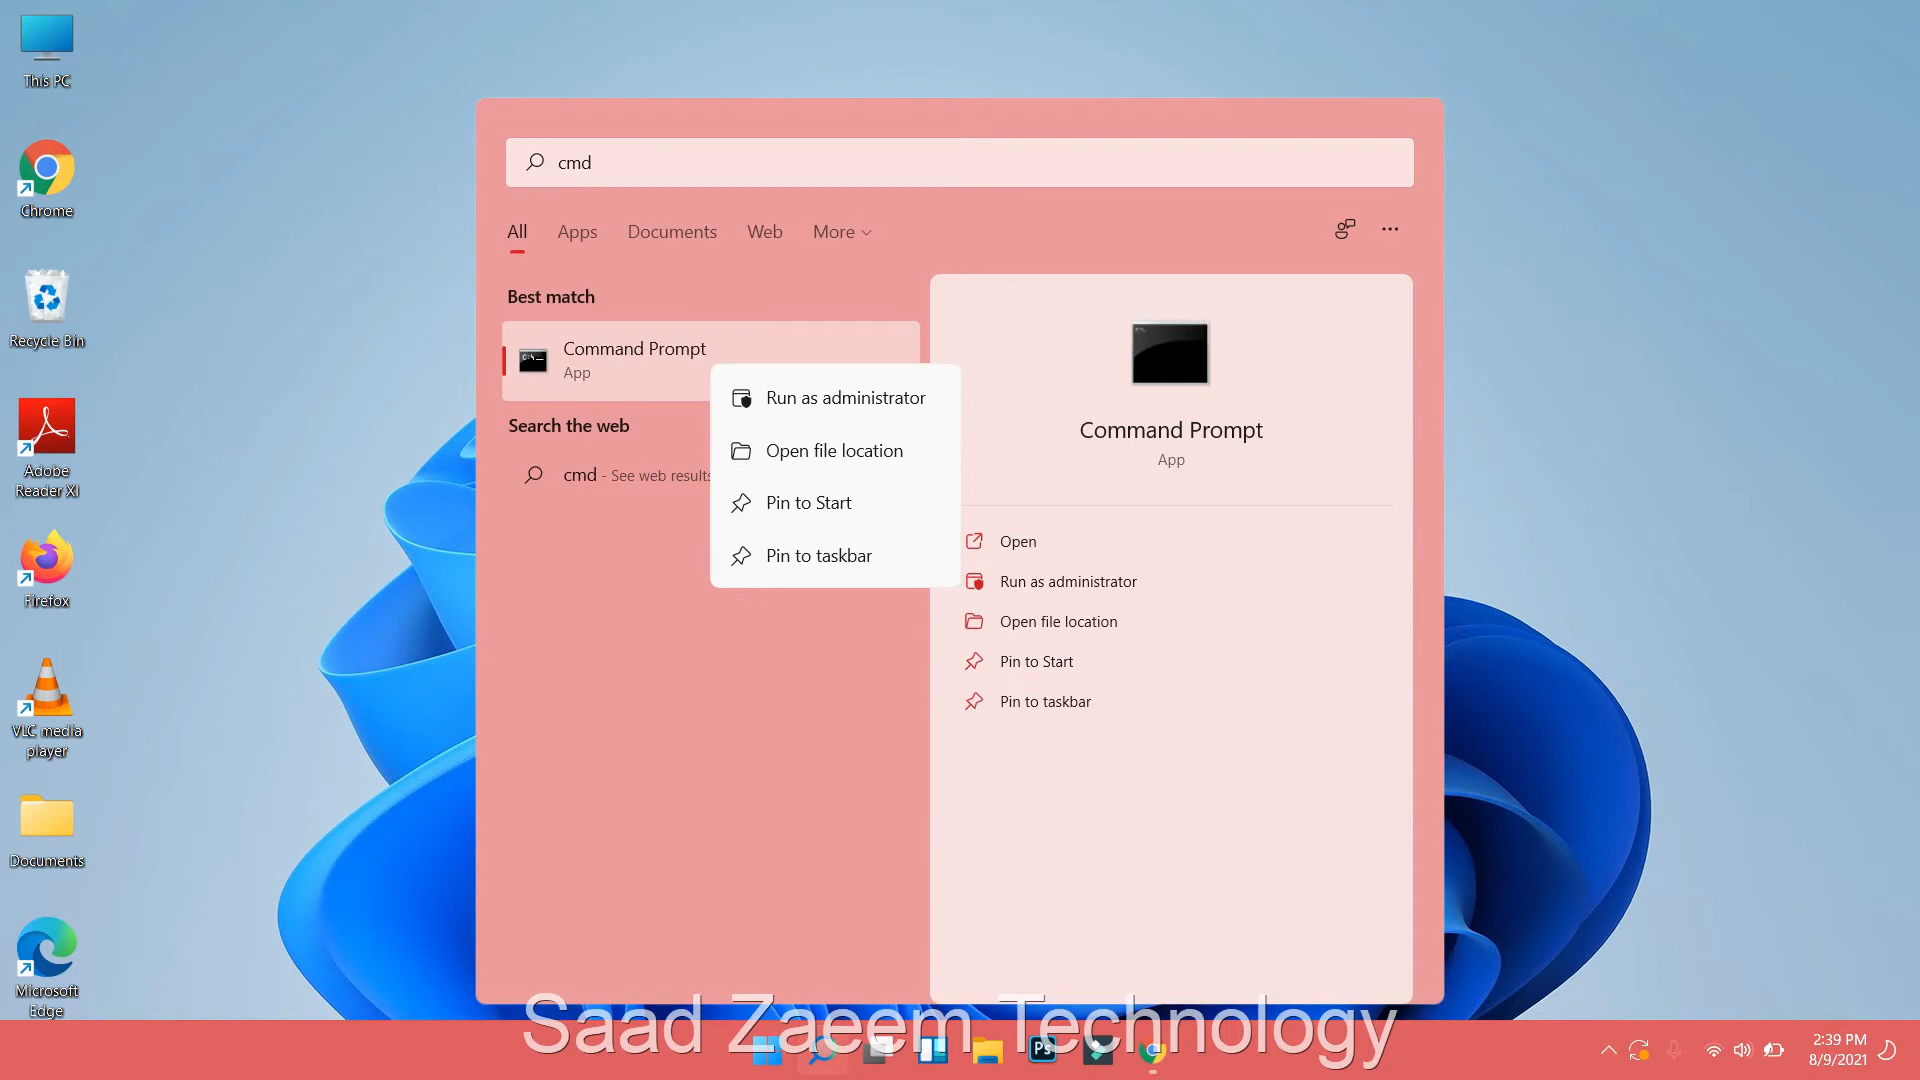 This PC
Chrome
Recycle Bin
Adobe
Reader XI
Firefox
VLC media
player
Documents
Microsoft
Edge
cmd
All Apps Documents Web More
Best match
Command Prompt
App
Search the web
cmd - See web results
Run as administrator
Open file location
Pin to Start
Pin to taskbar
Command Prompt
App
Open
Run as administrator
Open file location
Pin to Start
Pin to taskbar
Saad Zaeem Technology
Ps
2:39 PM
8/9/2021